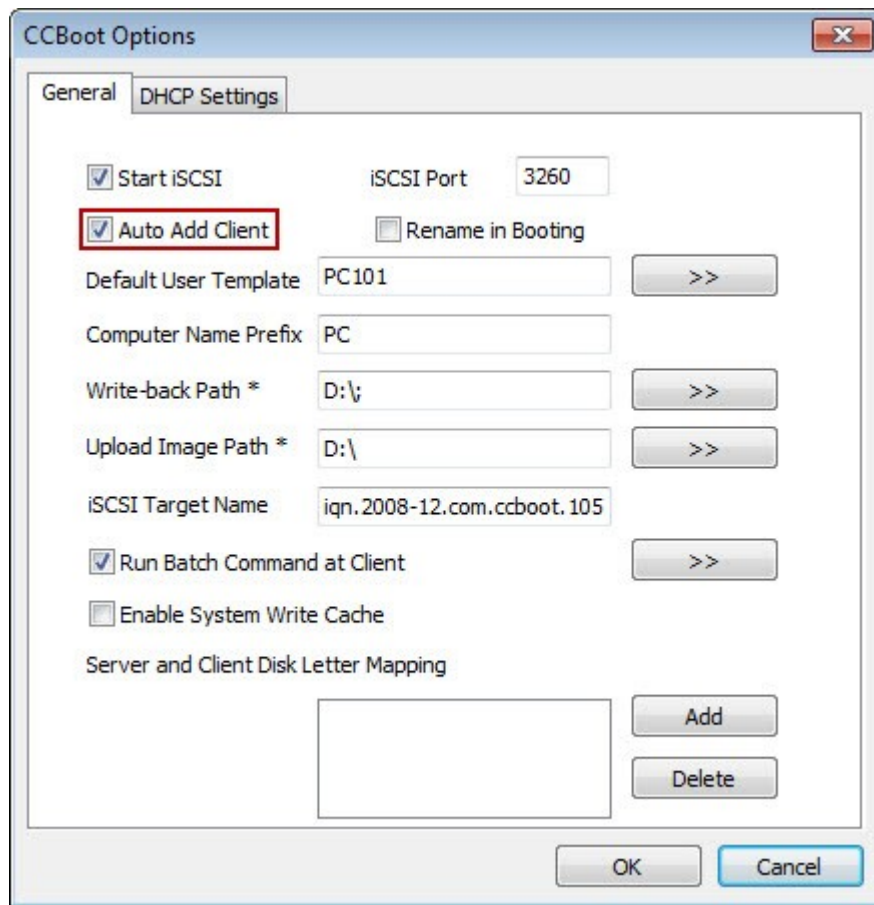 CCBoot Options
General DHCP Settings
Start iSCSI iSCSI Port 3260
Auto Add Client Rename in Booting
Default User Template PC101 >>
Computer Name Prefix PC
Write-back Path * D:\; >>
Upload Image Path * D:\ >>
iSCSI Target Name iqn.2008-12.com.ccboot.105
Run Batch Command at Client >>
Enable System Write Cache
Server and Client Disk Letter Mapping
Add
Delete
OK Cancel